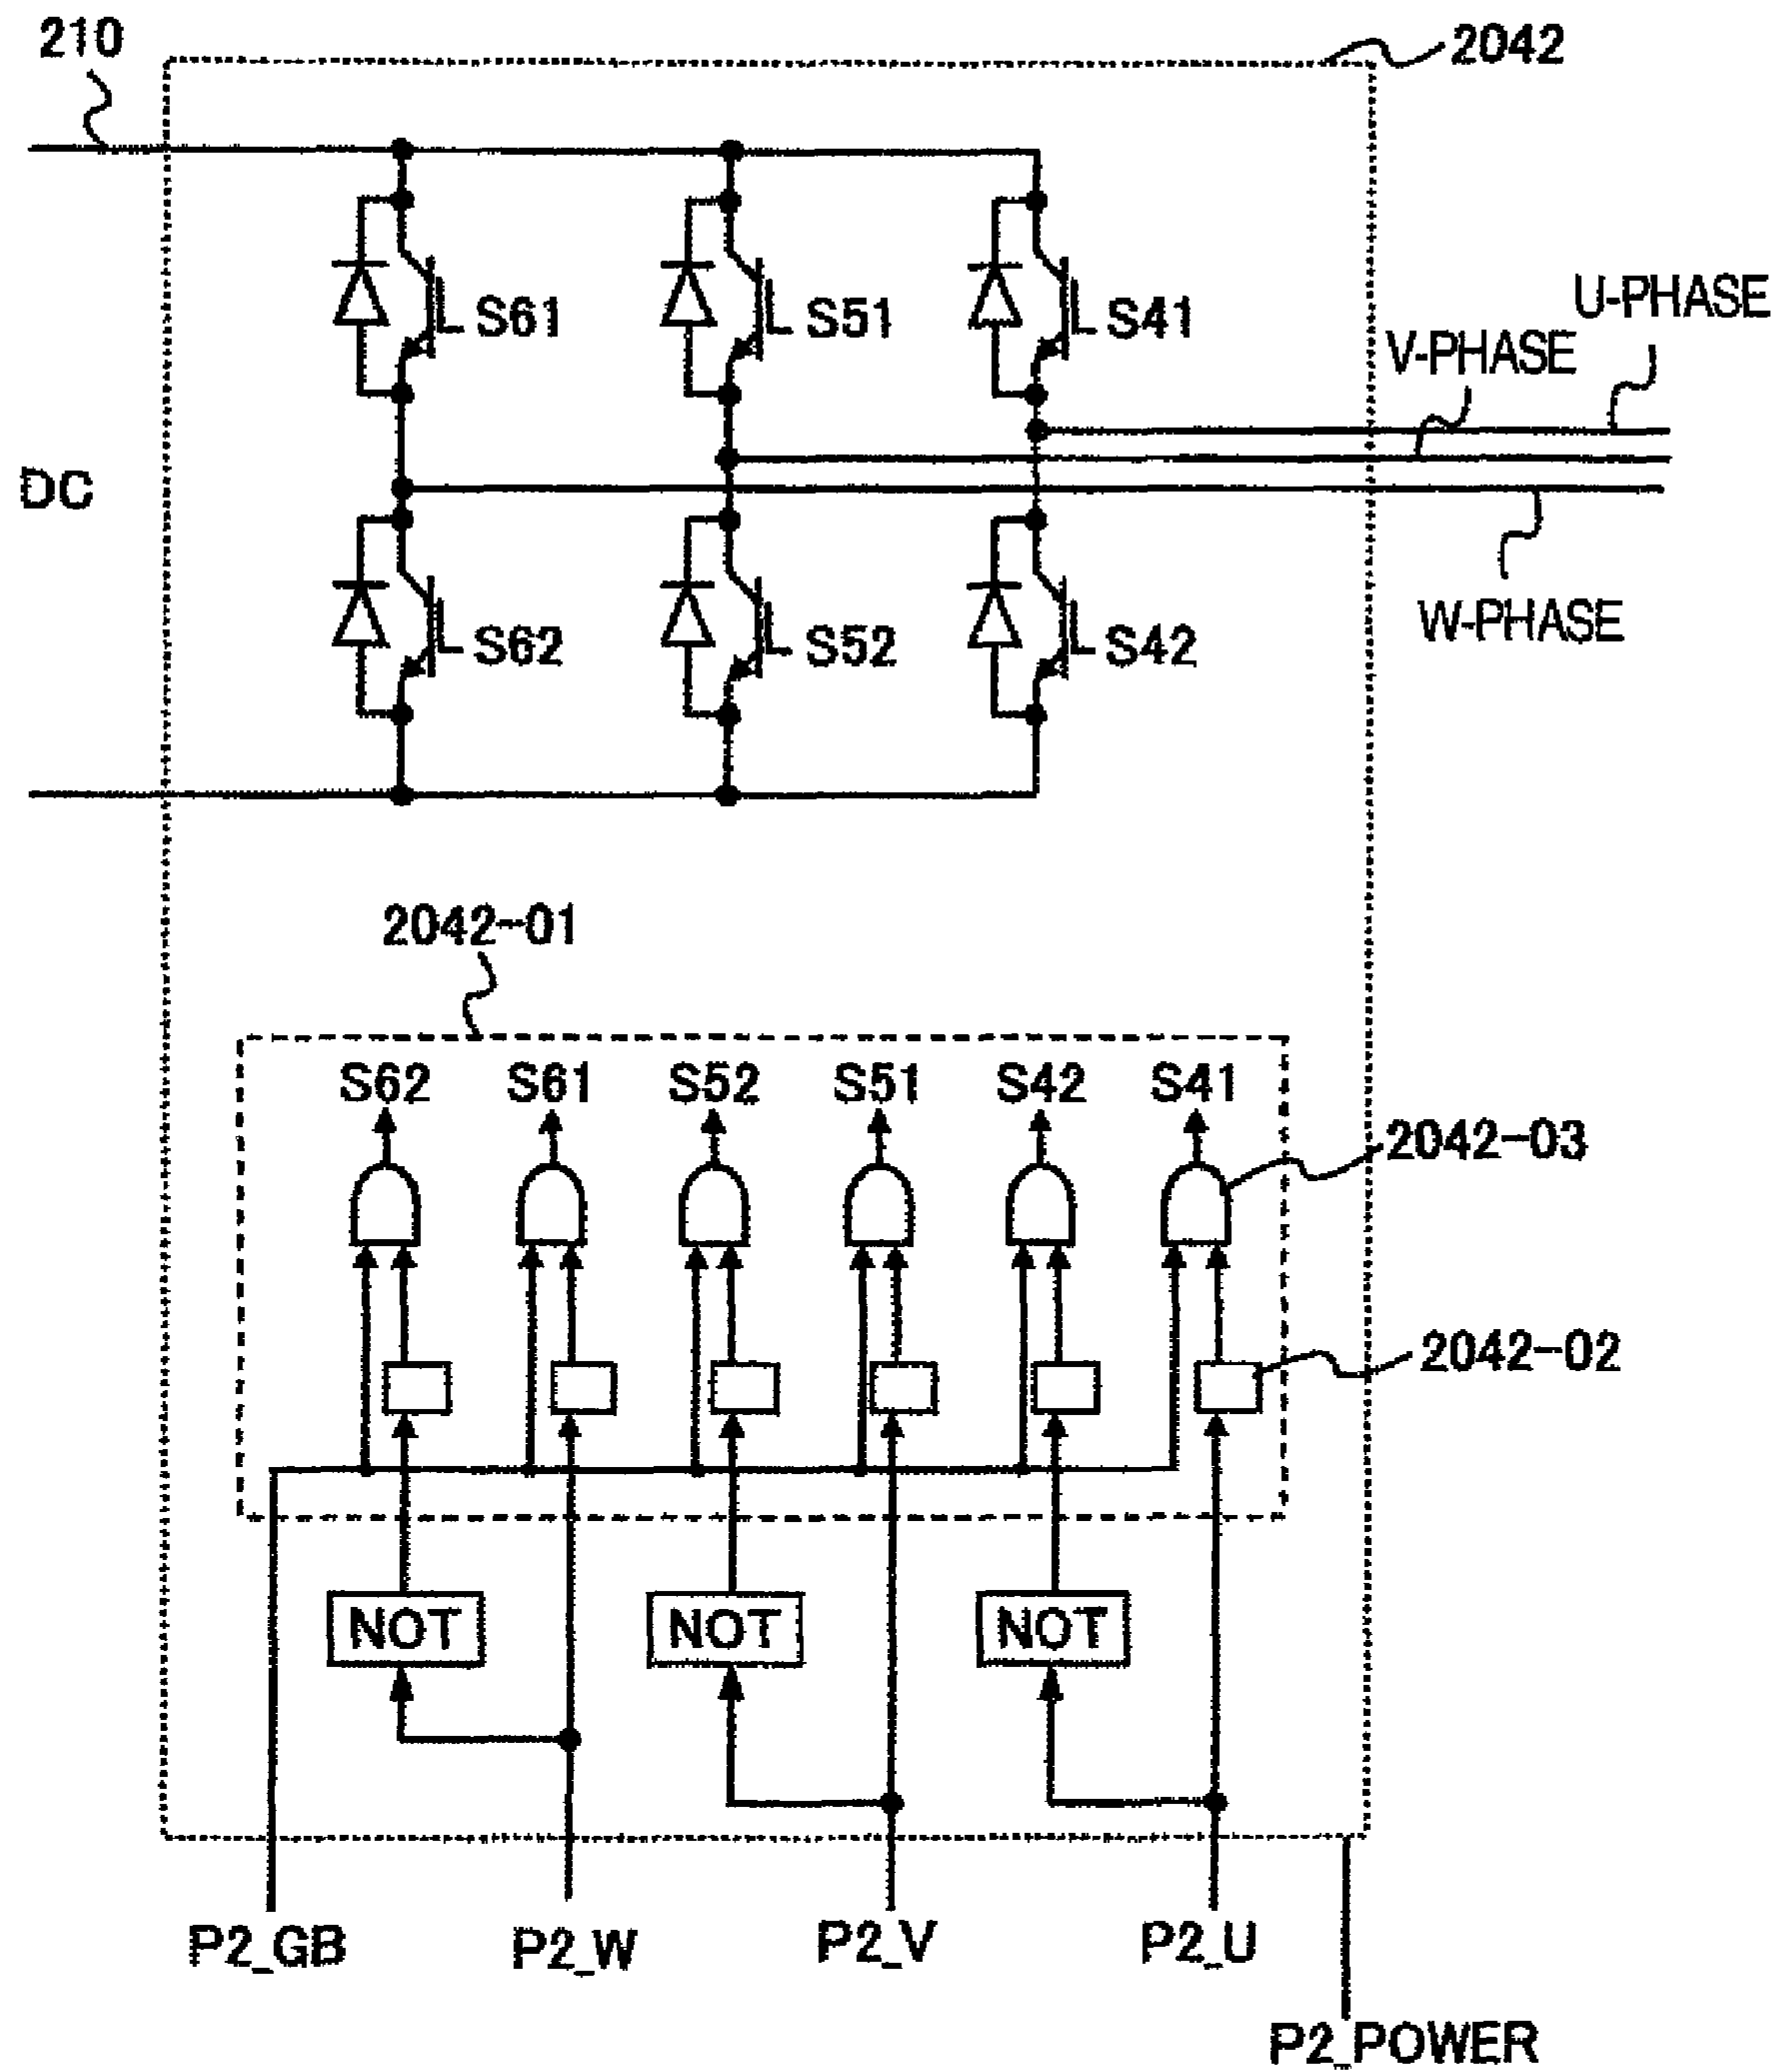 210
2042
S61
S51
S41
U-PHASE
V-PHASE
DC
W-PHASE
S62
S52
S42
2042-01
S62 S61 S52 S51 S42 S41
2042-03
2042-02
NOT NOT NOT
P2_GB P2_W P2_V P2_U
P2_POWER